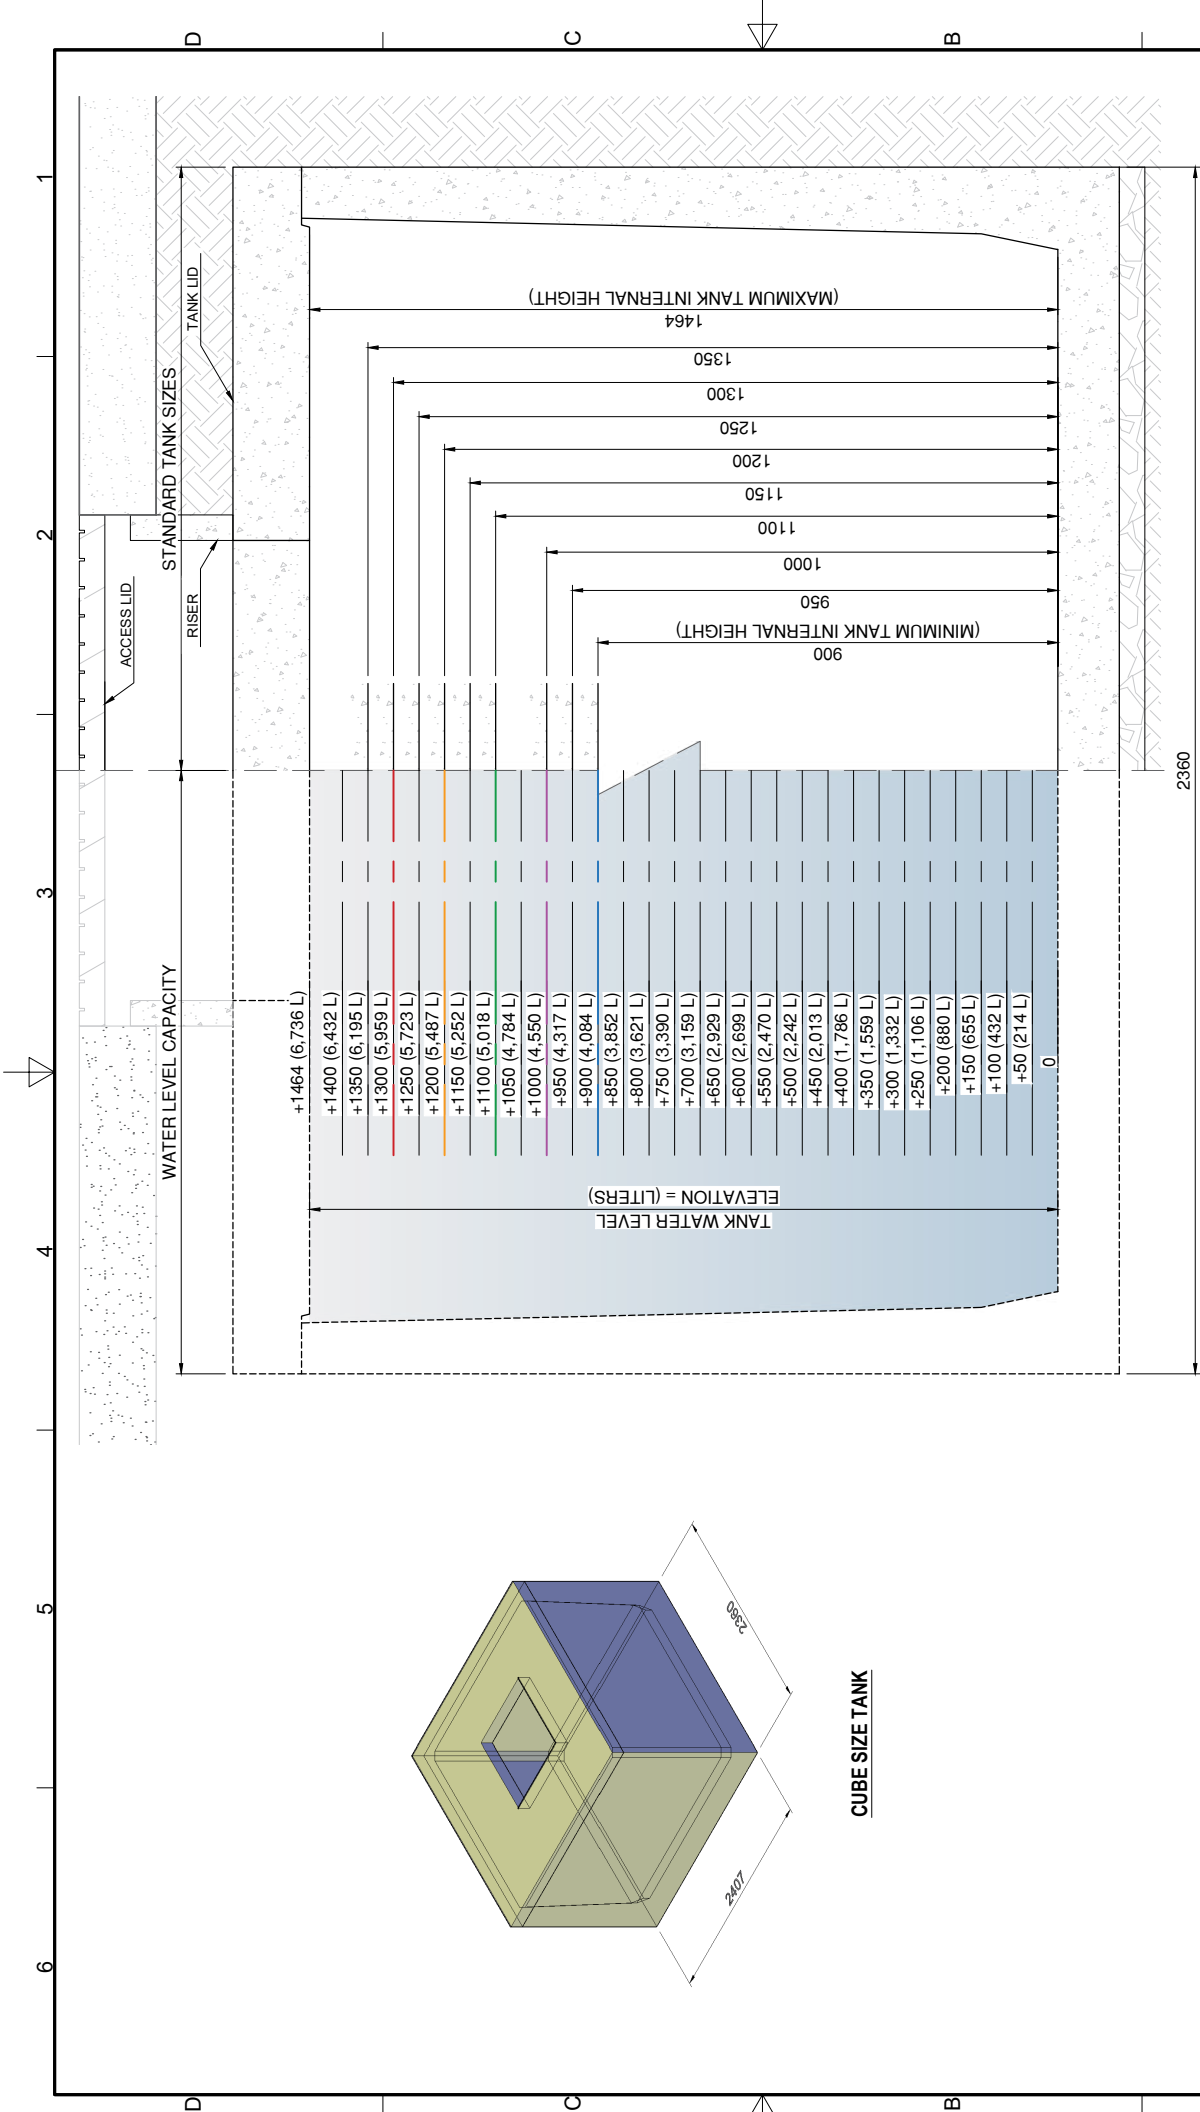 6
5
4
3
2
1
D
C
B
D
C
B
ACCESS LID
WATER LEVEL CAPACITY
STANDARD TANK SIZES
RISER
TANK LID
+1464 (6,736 L)
+1400 (6,432 L)
+1350 (6,195 L)
+1300 (5,959 L)
+1250 (5,723 L)
+1200 (5,487 L)
+1150 (5,252 L)
+1100 (5,018 L)
+1050 (4,784 L)
+1000 (4,550 L)
+950 (4,317 L)
+900 (4,084 L)
+850 (3,852 L)
+800 (3,621 L)
+750 (3,390 L)
+700 (3,159 L)
+650 (2,929 L)
+600 (2,699 L)
+550 (2,470 L)
+500 (2,242 L)
+450 (2,013 L)
+400 (1,786 L)
+350 (1,559 L)
+300 (1,332 L)
+250 (1,106 L)
+200 (880 L)
+150 (655 L)
+100 (432 L)
+50 (214 L)
0
TANK WATER LEVEL
ELEVATION = (LITERS)
900
(MINIMUM TANK INTERNAL HEIGHT)
950
1000
1100
1150
1200
1250
1300
1350
1464
(MAXIMUM TANK INTERNAL HEIGHT)
2360
2407
2360
CUBE SIZE TANK